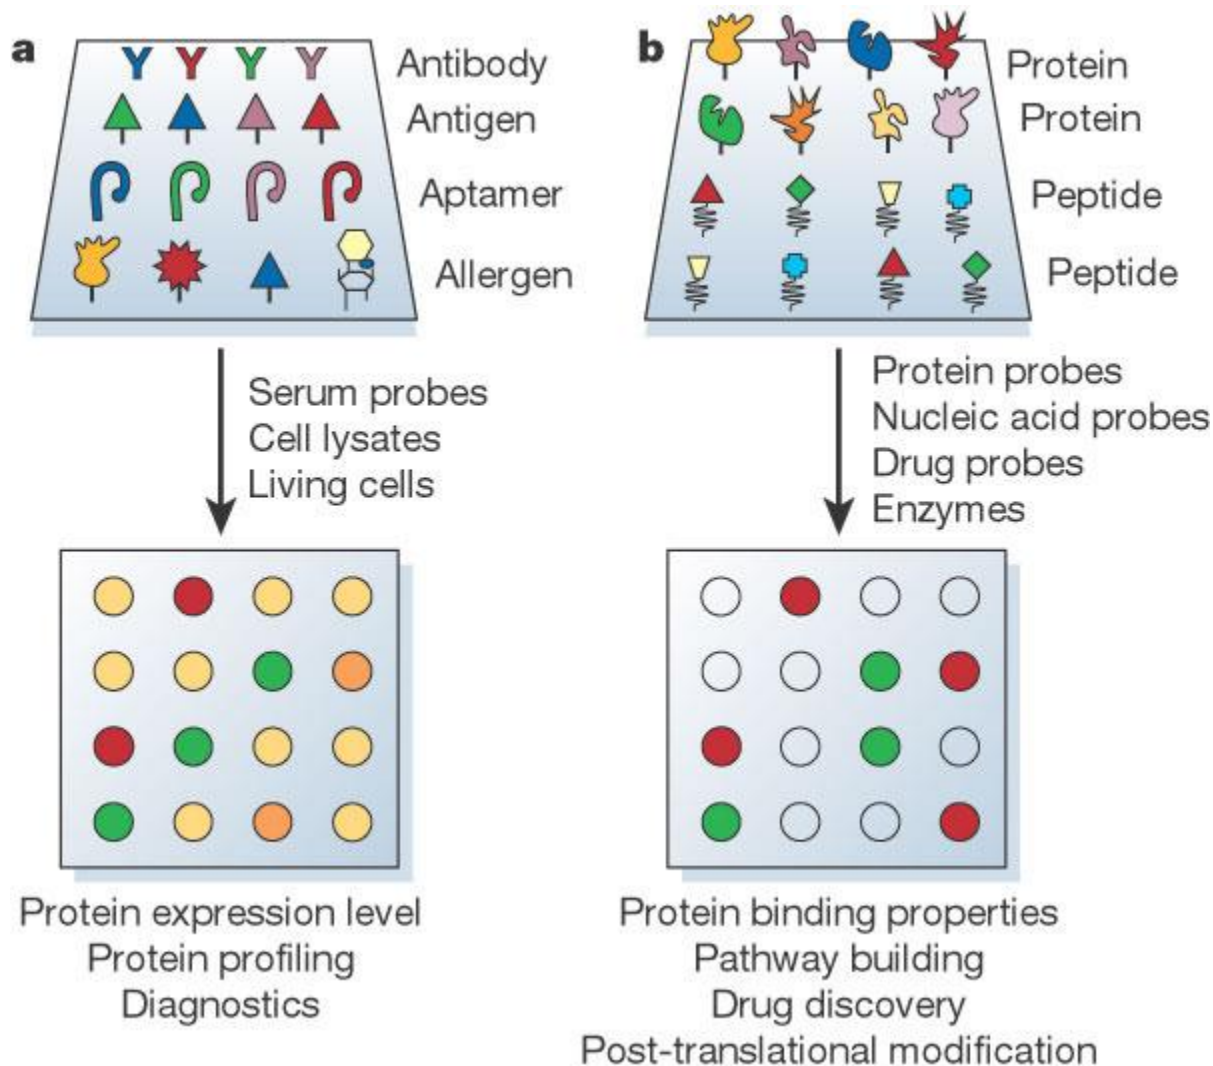 a
Antibody
Antigen
Aptamer
Allergen
Serum probes
Cell lysates
Living cells
Protein expression level
Protein profiling
Diagnostics
b
Protein
Protein
Peptide
Peptide
Protein probes
Nucleic acid probes
Drug probes
Enzymes
Protein binding properties
Pathway building
Drug discovery
Post-translational modification